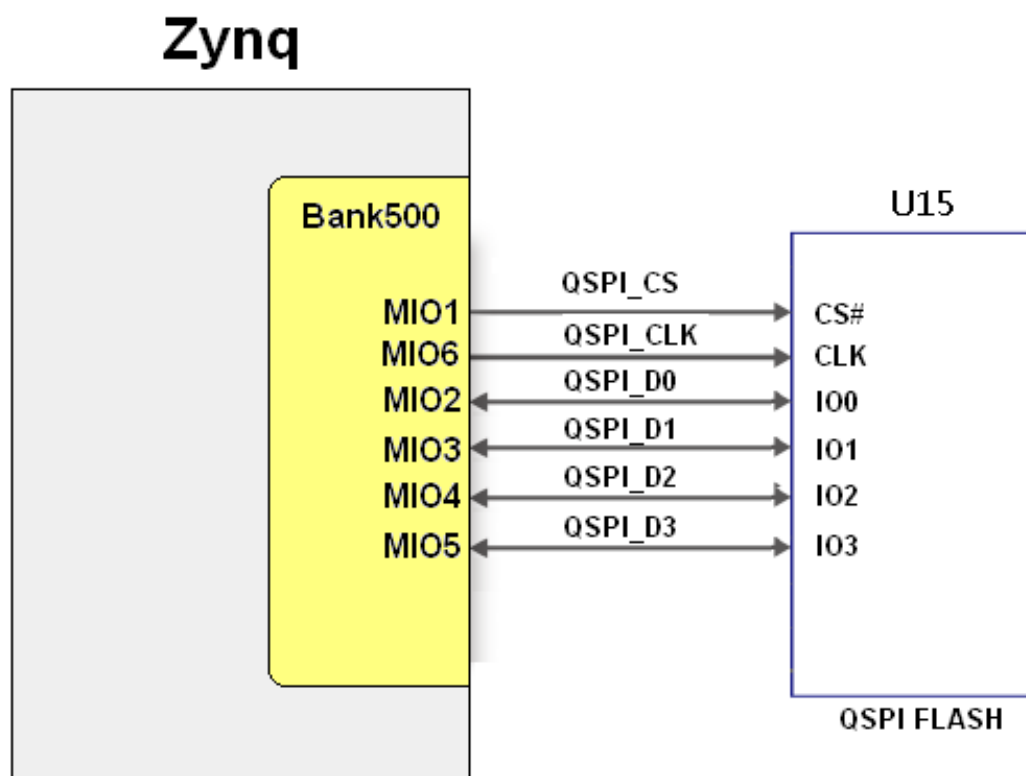 Zynq
Bank500
U15
QSPI_CS
MIO1
CS#
QSPI_CLK
MIO6
CLK
QSPI_D0
MIO2
IO0
QSPI_D1
MIO3
IO1
QSPI_D2
MIO4
IO2
QSPI_D3
MIO5
IO3
QSPI FLASH